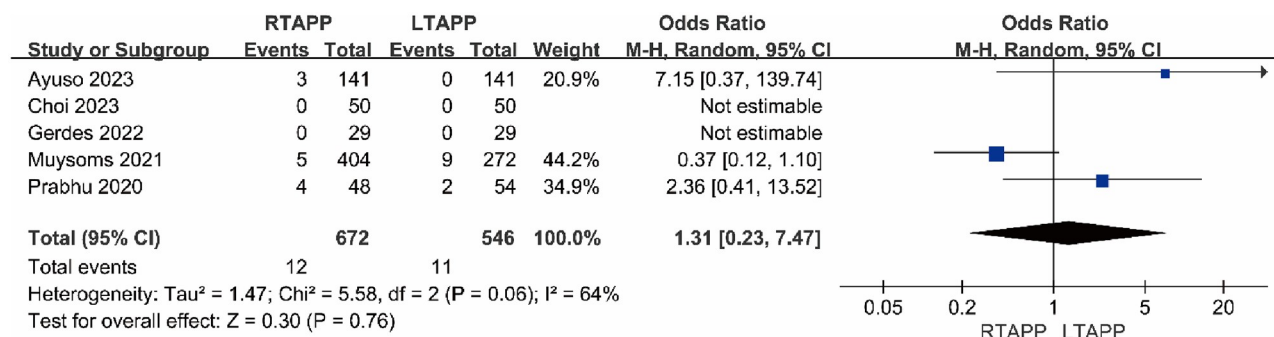 RTAPP LTAPP Odds Ratio Odds Ratio
Study or Subgroup Events Total Events Total Weight M-H, Random, 95% CI M-H, Random, 95% CI
Ayuso 2023 3 141 0 141 20.9% 7.15 [0.37, 139.74]
Choi 2023 0 50 0 50 Not estimable
Gerdes 2022 0 29 0 29 Not estimable
Muysoms 2021 5 404 9 272 44.2% 0.37 [0.12, 1.10]
Prabhu 2020 4 48 2 54 34.9% 2.36 [0.41, 13.52]
Total (95% CI) 672 546 100.0% 1.31 [0.23, 7.47]
Total events 12 11
Heterogeneity: Tau² = 1.47; Chi² = 5.58, df = 2 (P = 0.06); I² = 64%
Test for overall effect: Z = 0.30 (P = 0.76)
0.05 0.2 1 5 20
RTAPP LTAPP